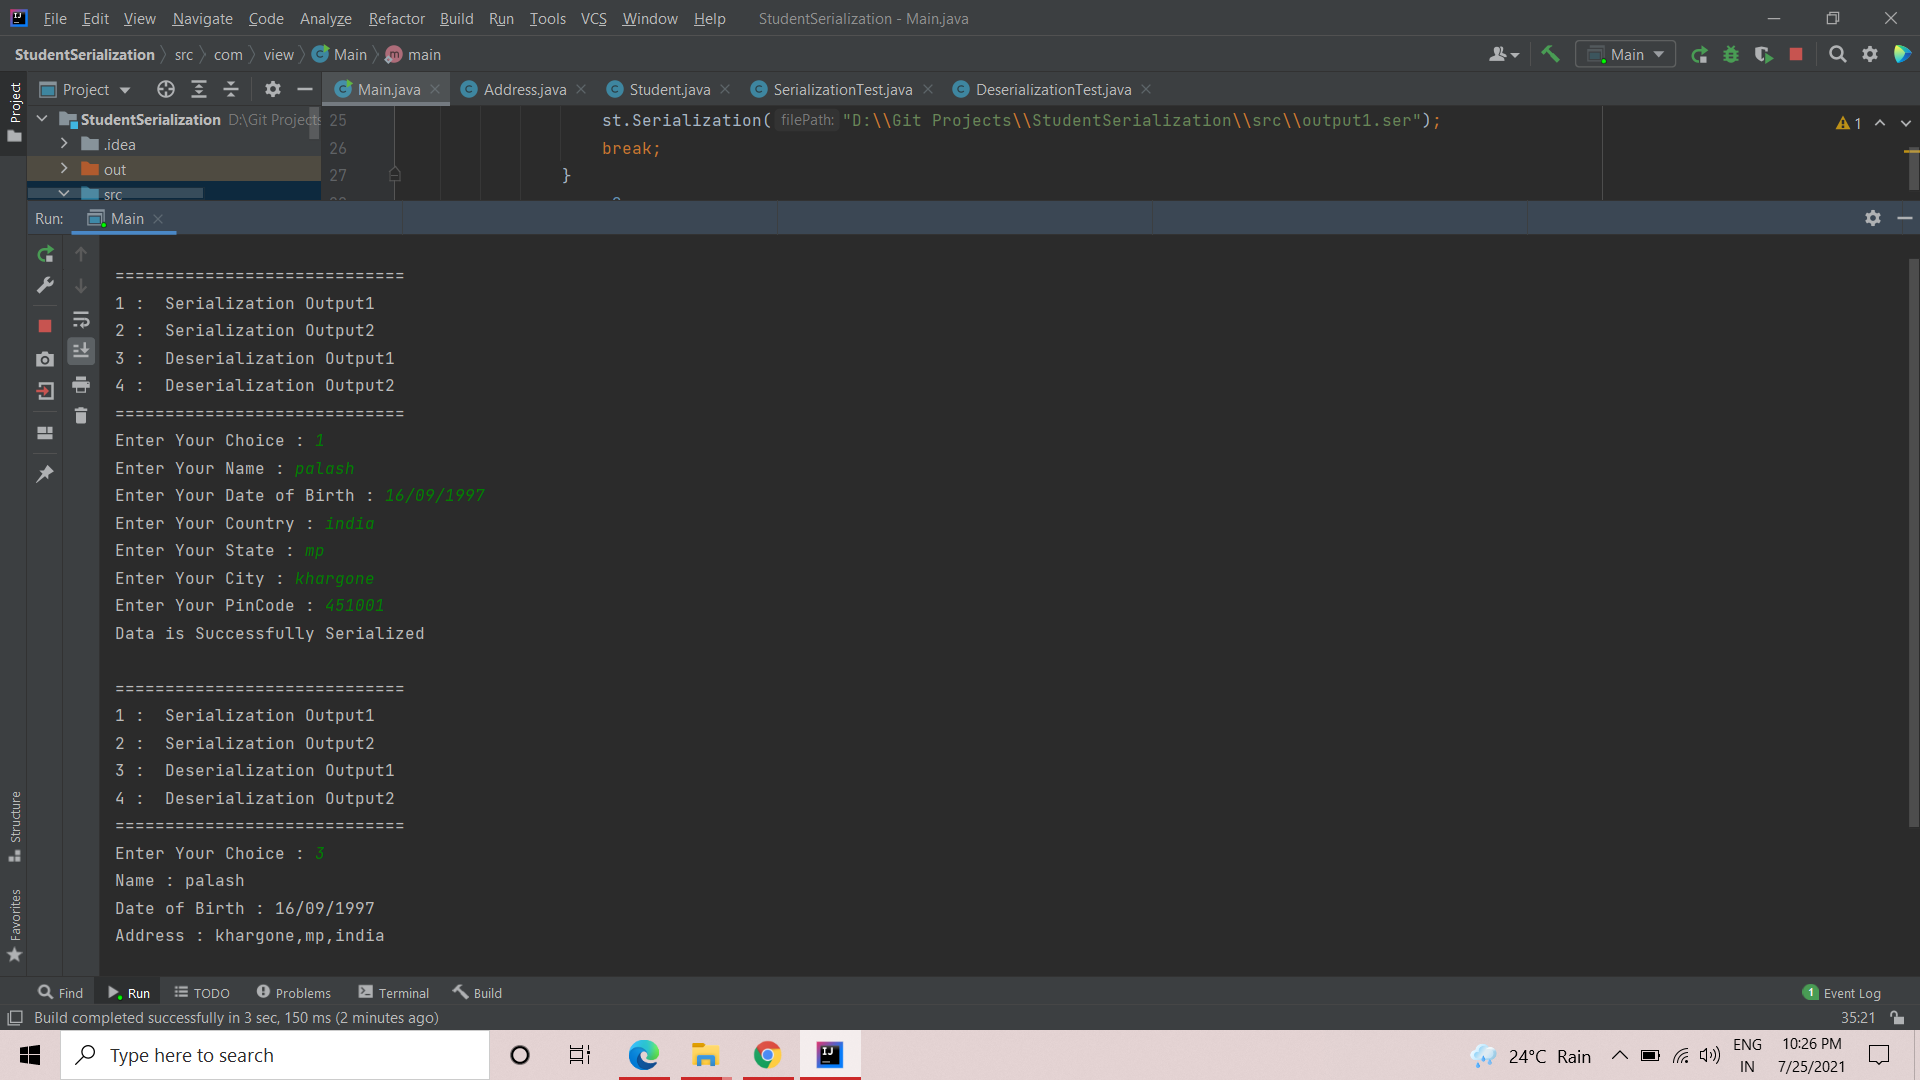 File Edit View Navigate Code Analyze Refactor Build Run Tools VCS Window Help StudentSerialization - Main.java
StudentSerialization src com view Main main
Main
Project
Project
Main.java Address.java Student.java SerializationTest.java DeserializationTest.java
StudentSerialization D:\Git Projects
.idea
out
src
25 st.Serialization( filePath: "D:\\Git Projects\\StudentSerialization\\src\\output1.ser");
26 break;
27 }
1
Run: Main
=============================
1 :  Serialization Output1
2 :  Serialization Output2
3 :  Deserialization Output1
4 :  Deserialization Output2
=============================
Enter Your Choice : 1
Enter Your Name : palash
Enter Your Date of Birth : 16/09/1997
Enter Your Country : india
Enter Your State : mp
Enter Your City : khargone
Enter Your PinCode : 451001
Data is Successfully Serialized
=============================
1 :  Serialization Output1
2 :  Serialization Output2
3 :  Deserialization Output1
4 :  Deserialization Output2
=============================
Enter Your Choice : 3
Name : palash
Date of Birth : 16/09/1997
Address : khargone,mp,india
Structure
Favorites
Find Run TODO Problems Terminal Build 1 Event Log
Build completed successfully in 3 sec, 150 ms (2 minutes ago) 35:21
Type here to search
24°C Rain
ENG
IN
10:26 PM
7/25/2021